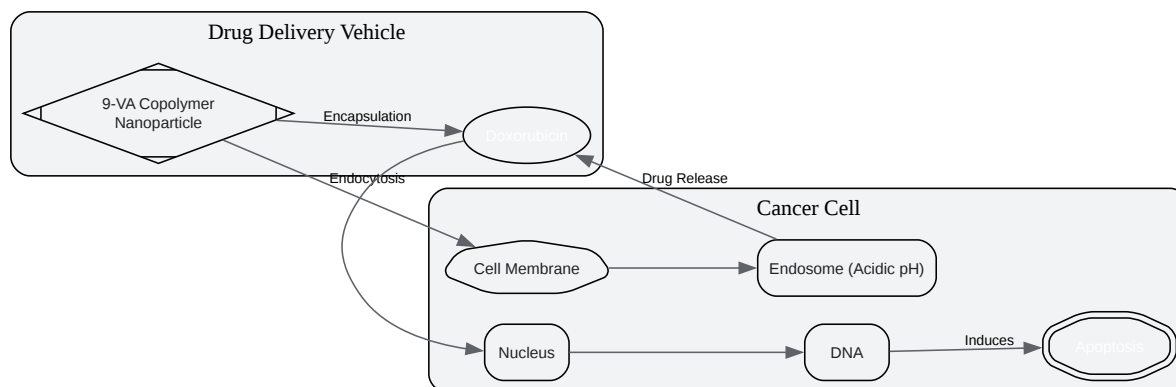 Drug Delivery Vehicle
9-VA Copolymer
Nanoparticle
Encapsulation
Doxorubicin
Endocytosis
Drug Release
Cancer Cell
Cell Membrane
Endosome (Acidic pH)
Nucleus
DNA
Induces
Apoptosis